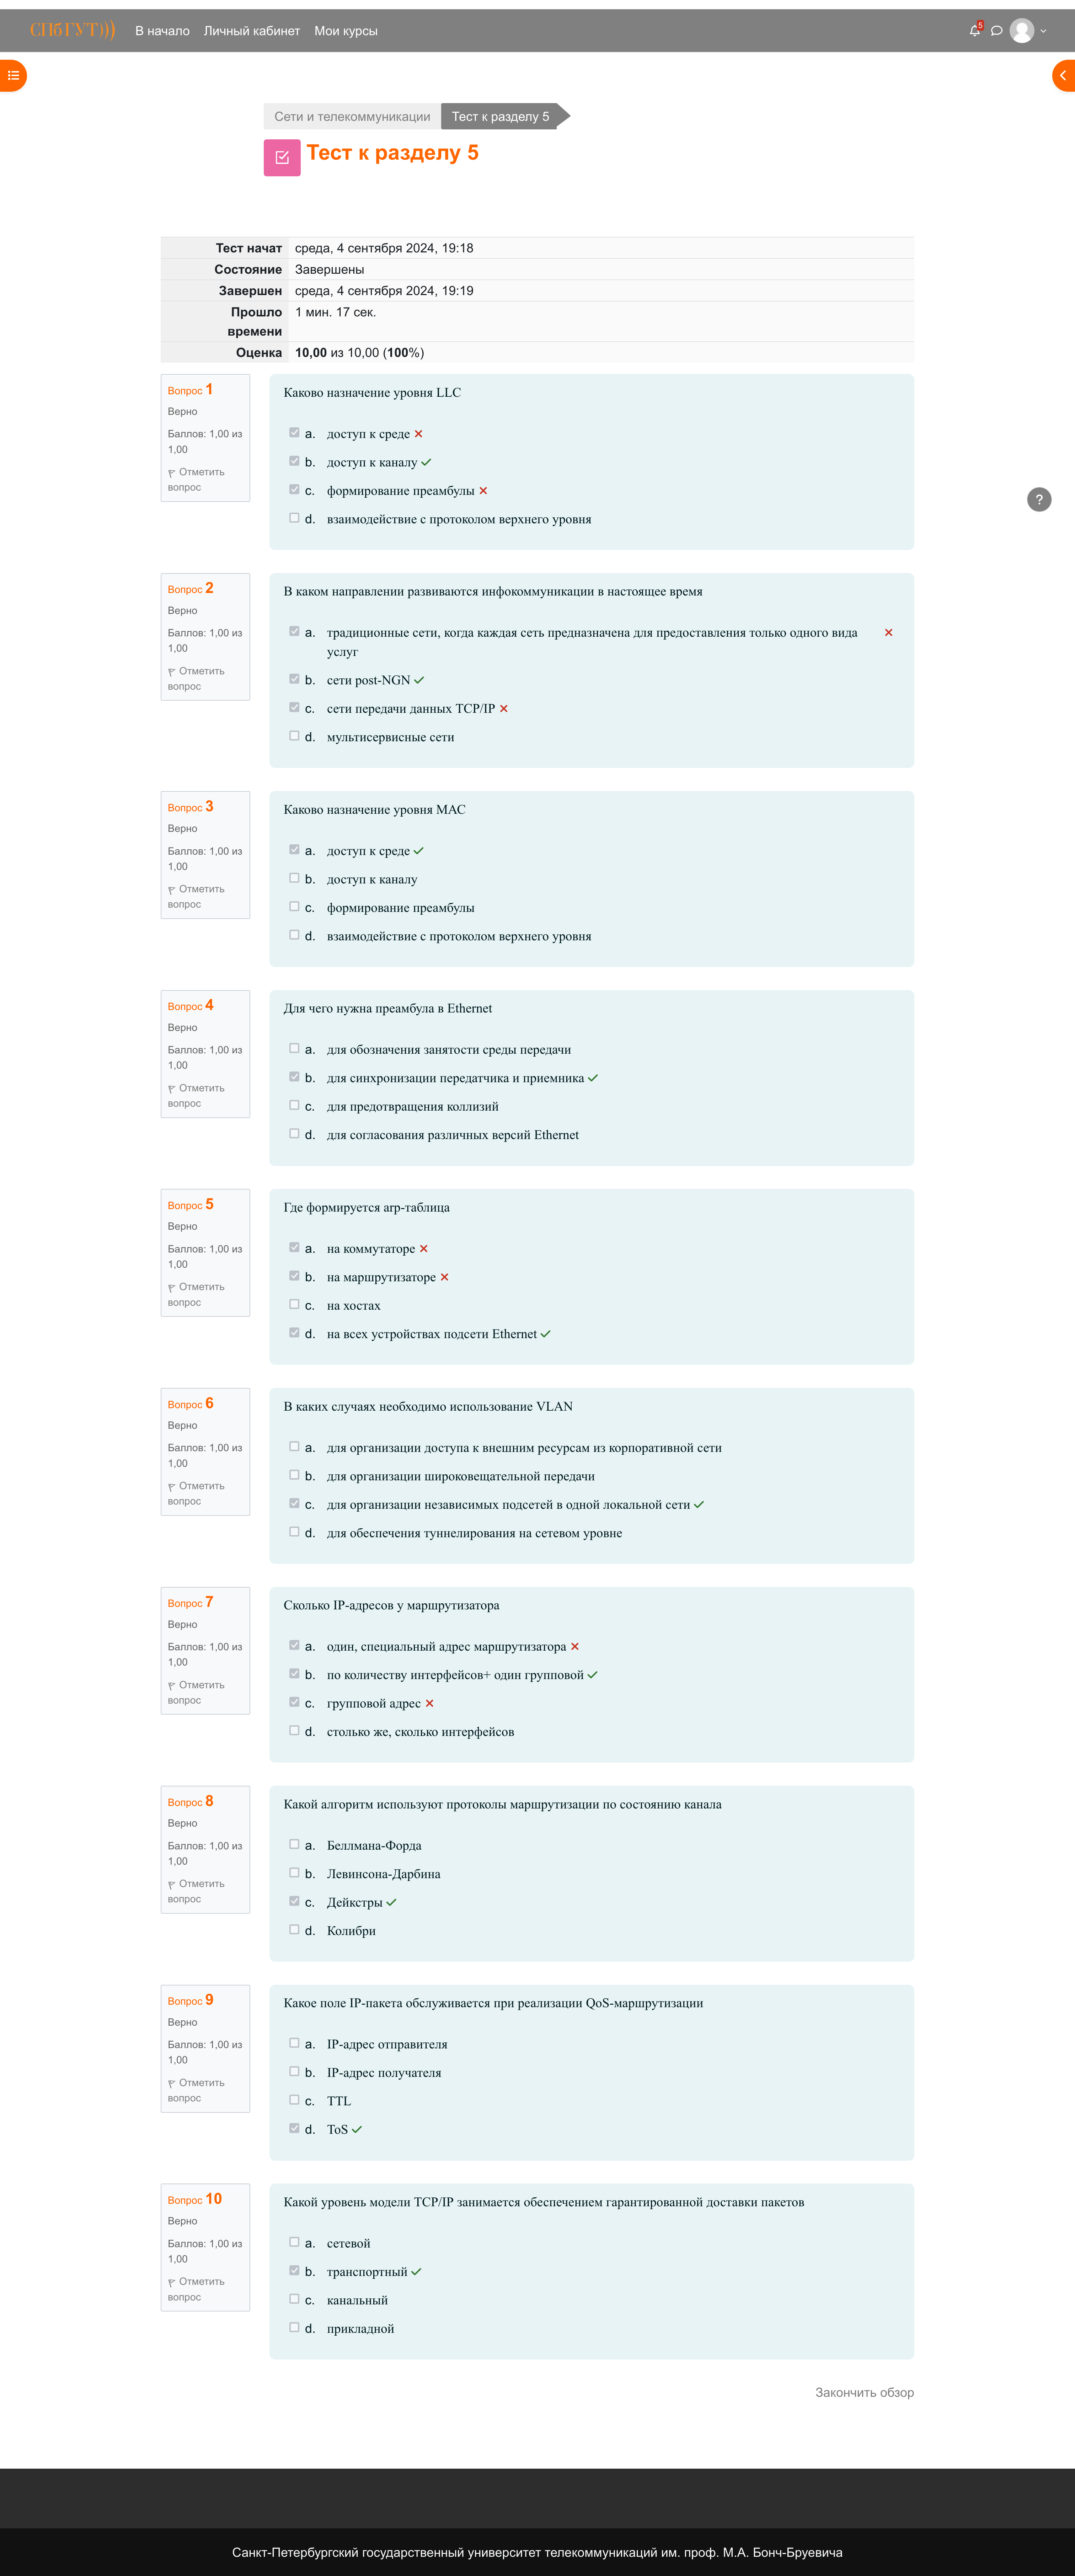 СПбГУТ)))
В начало Личный кабинет Мои курсы
5
Сети и телекоммуникации Тест к разделу 5
Тест к разделу 5
Тест начат среда, 4 сентября 2024, 19:18
Состояние Завершены
Завершен среда, 4 сентября 2024, 19:19
Прошло 1 мин. 17 сек.
времени
Оценка 10,00 из 10,00 (100%)
Вопрос 1
Верно
Баллов: 1,00 из
1,00
Отметить
вопрос
Каково назначение уровня LLC
a. доступ к среде
b. доступ к каналу
c. формирование преамбулы
d. взаимодействие с протоколом верхнего уровня
?
Вопрос 2
Верно
Баллов: 1,00 из
1,00
Отметить
вопрос
В каком направлении развиваются инфокоммуникации в настоящее время
a. традиционные сети, когда каждая сеть предназначена для предоставления только одного вида
услуг
b. сети post-NGN
c. сети передачи данных TCP/IP
d. мультисервисные сети
Вопрос 3
Верно
Баллов: 1,00 из
1,00
Отметить
вопрос
Каково назначение уровня MAC
a. доступ к среде
b. доступ к каналу
c. формирование преамбулы
d. взаимодействие с протоколом верхнего уровня
Вопрос 4
Верно
Баллов: 1,00 из
1,00
Отметить
вопрос
Для чего нужна преамбула в Ethernet
a. для обозначения занятости среды передачи
b. для синхронизации передатчика и приемника
c. для предотвращения коллизий
d. для согласования различных версий Ethernet
Вопрос 5
Верно
Баллов: 1,00 из
1,00
Отметить
вопрос
Где формируется arp-таблица
a. на коммутаторе
b. на маршрутизаторе
c. на хостах
d. на всех устройствах подсети Ethernet
Вопрос 6
Верно
Баллов: 1,00 из
1,00
Отметить
вопрос
В каких случаях необходимо использование VLAN
a. для организации доступа к внешним ресурсам из корпоративной сети
b. для организации широковещательной передачи
c. для организации независимых подсетей в одной локальной сети
d. для обеспечения туннелирования на сетевом уровне
Вопрос 7
Верно
Баллов: 1,00 из
1,00
Отметить
вопрос
Сколько IP-адресов у маршрутизатора
a. один, специальный адрес маршрутизатора
b. по количеству интерфейсов+ один групповой
c. групповой адрес
d. столько же, сколько интерфейсов
Вопрос 8
Верно
Баллов: 1,00 из
1,00
Отметить
вопрос
Какой алгоритм используют протоколы маршрутизации по состоянию канала
a. Беллмана-Форда
b. Левинсона-Дарбина
c. Дейкстры
d. Колибри
Вопрос 9
Верно
Баллов: 1,00 из
1,00
Отметить
вопрос
Какое поле IP-пакета обслуживается при реализации QoS-маршрутизации
a. IP-адрес отправителя
b. IP-адрес получателя
c. TTL
d. ToS
Вопрос 10
Верно
Баллов: 1,00 из
1,00
Отметить
вопрос
Какой уровень модели TCP/IP занимается обеспечением гарантированной доставки пакетов
a. сетевой
b. транспортный
c. канальный
d. прикладной
Закончить обзор
Санкт-Петербургский государственный университет телекоммуникаций им. проф. М.А. Бонч-Бруевича